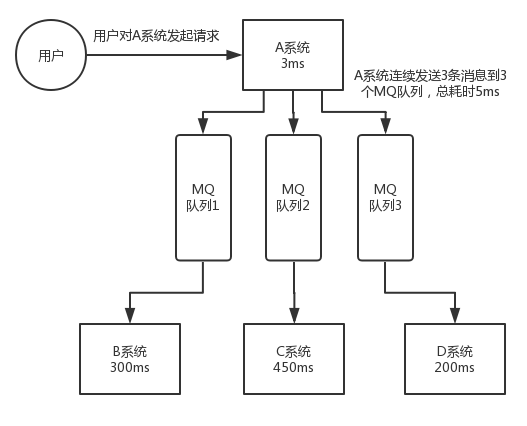 用户
用户对A系统发起请求
A系统
3ms
A系统连续发送3条消息到3
个MQ队列，总耗时5ms
MQ
队列1
MQ
队列2
MQ
队列3
B系统
300ms
C系统
450ms
D系统
200ms